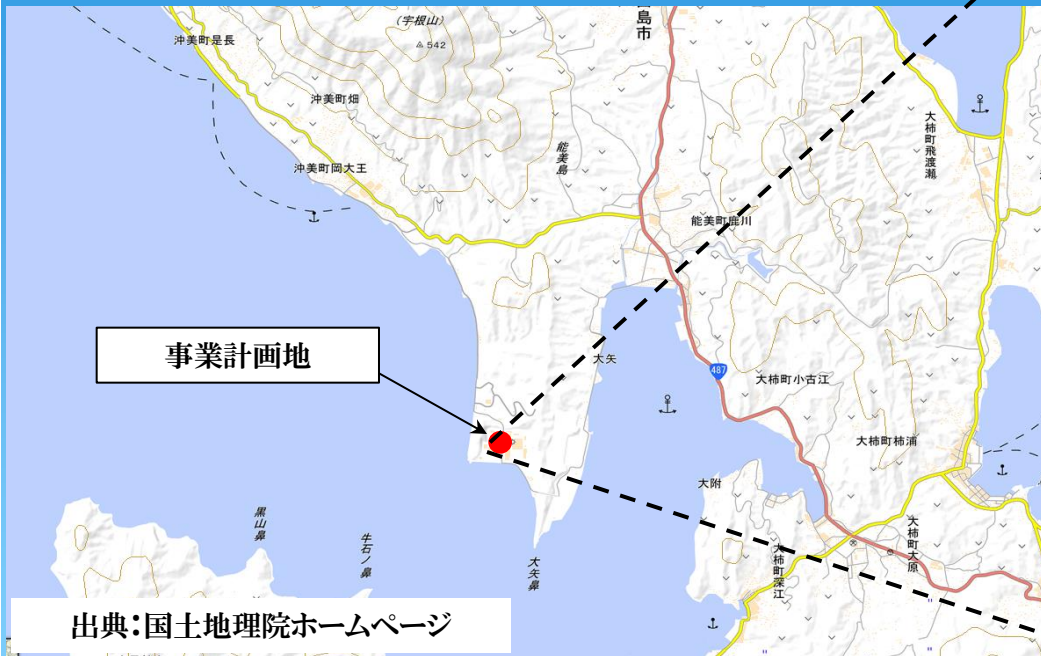 (宇根山)
542
島市
沖美町是長
沖美町畑
沖美町岡大王
能美島
大柿町飛渡瀬
能美町鹿川
事業計画地
大矢
487
大柿町小古江
大柿町柿浦
大附
黒山鼻
牛石ノ鼻
大矢鼻
大柿町深江
大柿町大原
出典:国土地理院ホームページ